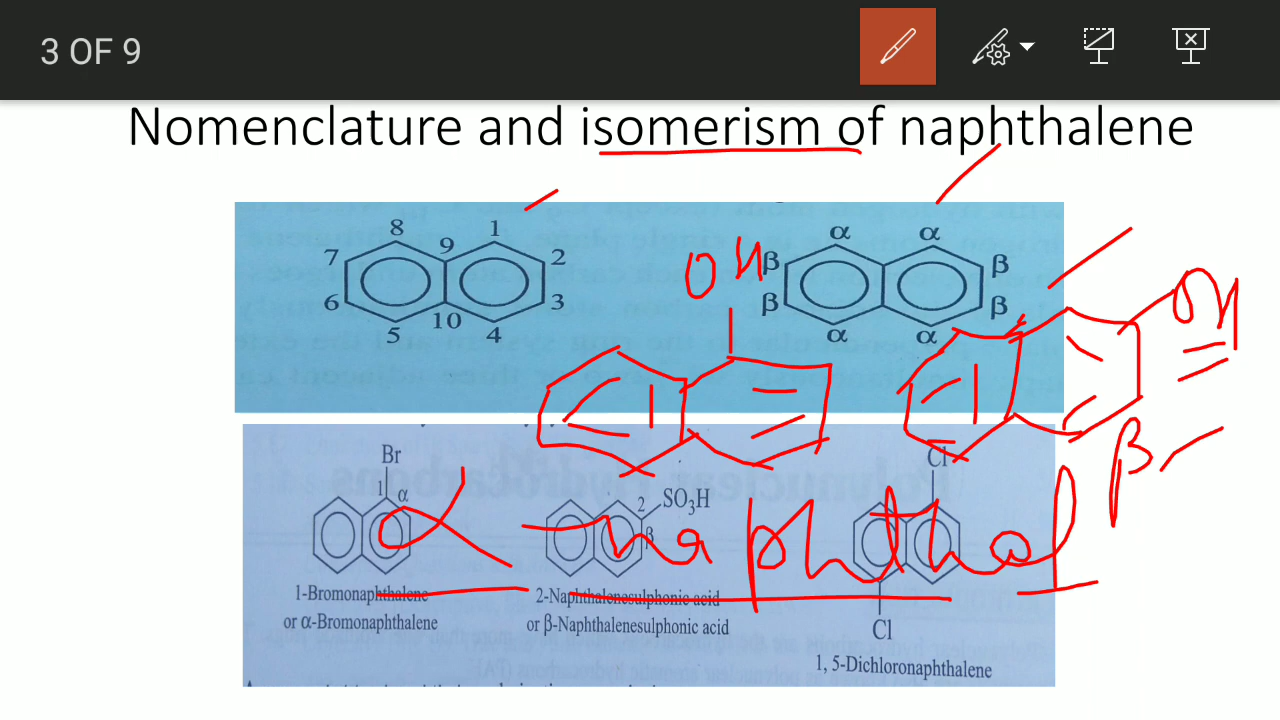 3 OF 9
Nomenclature and isomerism of naphthalene
8 1
7 9 2
6 3
5 10 4
α α
β β
β β
α α
OH
OH
β
Br
1 α
1-Bromonaphthalene
or α-Bromonaphthalene
2 SO₃H
β
2-Naphthalenesulphonic acid
or β-Naphthalenesulphonic acid
Cl
Cl
1, 5-Dichloronaphthalene
α - naphthol